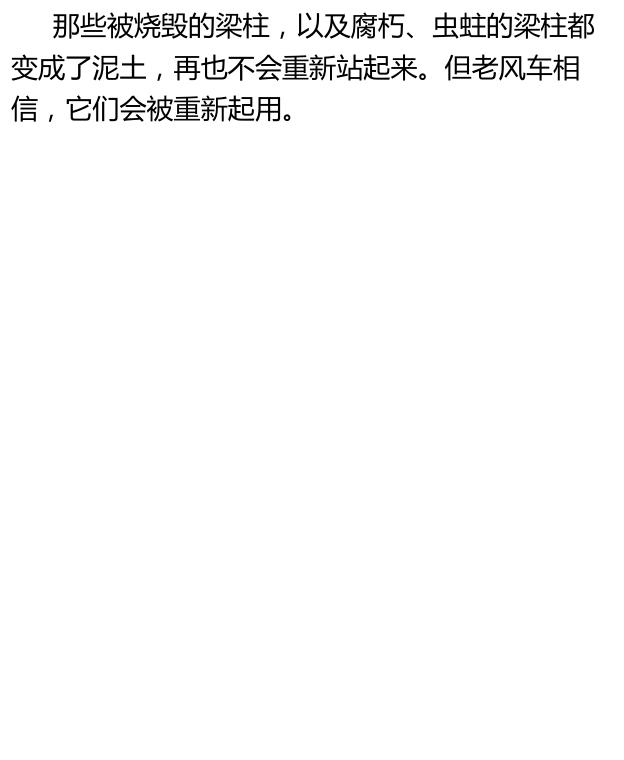 那些被烧毁的梁柱，以及腐朽、虫蛀的梁柱都
变成了泥土，再也不会重新站起来。但老风车相
信，它们会被重新起用。